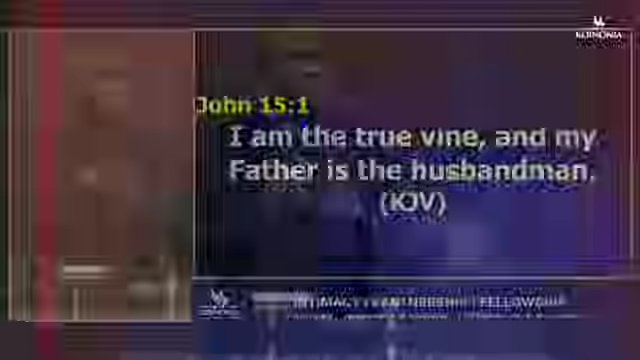 KOINONIA
John 15:1
I am the true vine, and my
Father is the husbandman.
(KJV)